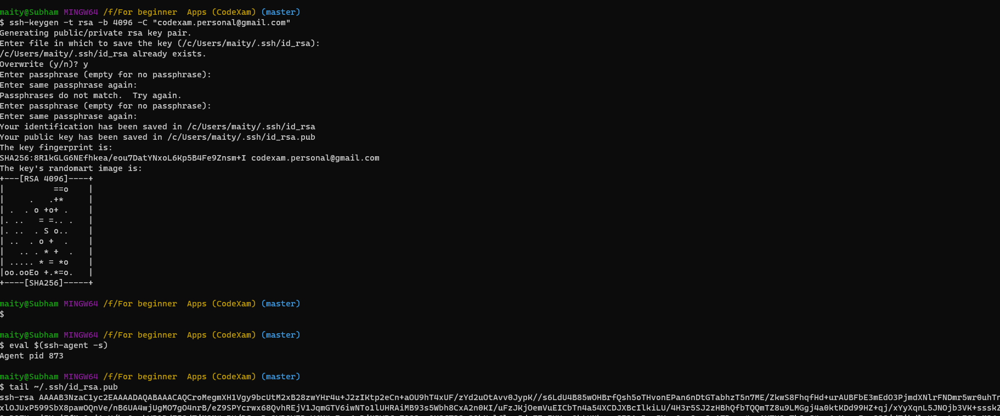 maity@Subham MINGW64 /f/For beginner  Apps (CodeXam) (master)
$ ssh-keygen -t rsa -b 4096 -C "codexam.personal@gmail.com"
Generating public/private rsa key pair.
Enter file in which to save the key (/c/Users/maity/.ssh/id_rsa):
/c/Users/maity/.ssh/id_rsa already exists.
Overwrite (y/n)? y
Enter passphrase (empty for no passphrase):
Enter same passphrase again:
Passphrases do not match.  Try again.
Enter passphrase (empty for no passphrase):
Enter same passphrase again:
Your identification has been saved in /c/Users/maity/.ssh/id_rsa
Your public key has been saved in /c/Users/maity/.ssh/id_rsa.pub
The key fingerprint is:
SHA256:8R1kGLG6NEfhkea/eou7DatYNxoL6Kp5B4Fe9Znsm+I codexam.personal@gmail.com
The key's randomart image is:
+---[RSA 4096]----+
|          ==o    |
|     .   .+*     |
| .  . o +o+ .    |
|. ..   = =.. .   |
|. ..  . S o..    |
| ..  . o +  .    |
|   .. . * +  .   |
| ..... * = *o    |
|oo.ooEo +.*=o.   |
+----[SHA256]-----+
maity@Subham MINGW64 /f/For beginner  Apps (CodeXam) (master)
$
maity@Subham MINGW64 /f/For beginner  Apps (CodeXam) (master)
$ eval $(ssh-agent -s)
Agent pid 873
maity@Subham MINGW64 /f/For beginner  Apps (CodeXam) (master)
$ tail ~/.ssh/id_rsa.pub
ssh-rsa AAAAB3NzaC1yc2EAAAADAQABAAACAQCroMegmXH1Vgy9bcUtM2xB28zwYHr4u+J2zIKtp2eCn+aOU9hT4xUF/zYd2uOtAvv0JypK//s6LdU4B85wOHBrfQsh5oTHvonEPan6nDtGTabhzT5n7ME/ZkwS8FhqfHd+urAUBFbE3mEdO3PjmdXNlrFNDmr5wr0uhTn
xlOJUxP599SbX8pawOQnVe/nB6UA4wjUgMO7gO4nrB/eZ9SPYcrwx68QvhREjV1JqmGTV6iwNTo1lUHRAiMB93s5Wbh8CxA2n0KI/uFzJKjOemVuEICbTn4a54XCDJXBcIlkiLU/4H3r5SJ2zHBhQfbTQQmTZ8u9LMGgj4a0ktKDd99HZ+qj/xYyXqnL5JNOjb3VK+ssskZ